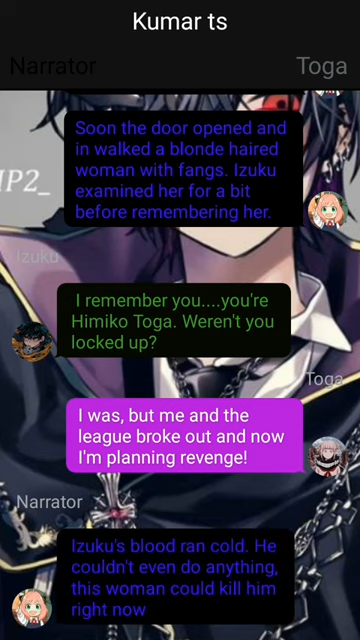 Kumar ts
Narrator
Toga
IP2_
Soon the door opened and
in walked a blonde haired
woman with fangs. Izuku
examined her for a bit
before remembering her.
Izuku
I remember you....you're
Himiko Toga. Weren't you
locked up?
Toga
I was, but me and the
league broke out and now
I'm planning revenge!
Narrator
Izuku's blood ran cold. He
couldn't even do anything,
this woman could kill him
right now